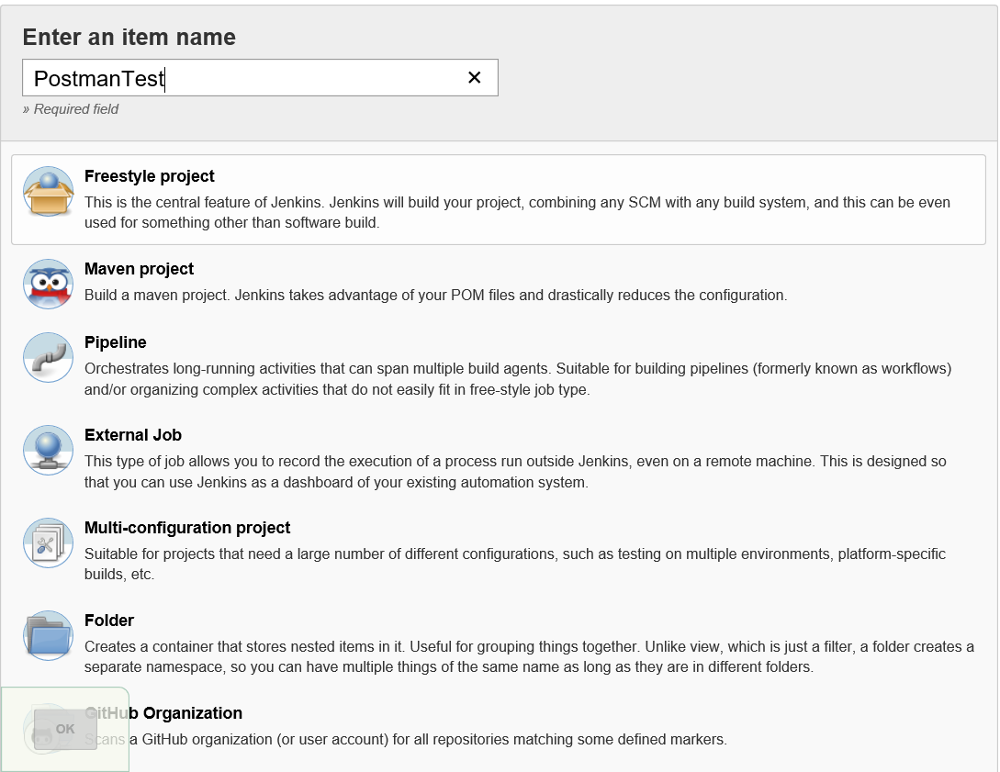 Enter an item name
PostmanTest
✕
» Required field
Freestyle project
This is the central feature of Jenkins. Jenkins will build your project, combining any SCM with any build system, and this can be even
used for something other than software build.
Maven project
Build a maven project. Jenkins takes advantage of your POM files and drastically reduces the configuration.
Pipeline
Orchestrates long-running activities that can span multiple build agents. Suitable for building pipelines (formerly known as workflows)
and/or organizing complex activities that do not easily fit in free-style job type.
External Job
This type of job allows you to record the execution of a process run outside Jenkins, even on a remote machine. This is designed so
that you can use Jenkins as a dashboard of your existing automation system.
Multi-configuration project
Suitable for projects that need a large number of different configurations, such as testing on multiple environments, platform-specific
builds, etc.
Folder
Creates a container that stores nested items in it. Useful for grouping things together. Unlike view, which is just a filter, a folder creates a
separate namespace, so you can have multiple things of the same name as long as they are in different folders.
GitHub Organization
OK
Scans a GitHub organization (or user account) for all repositories matching some defined markers.